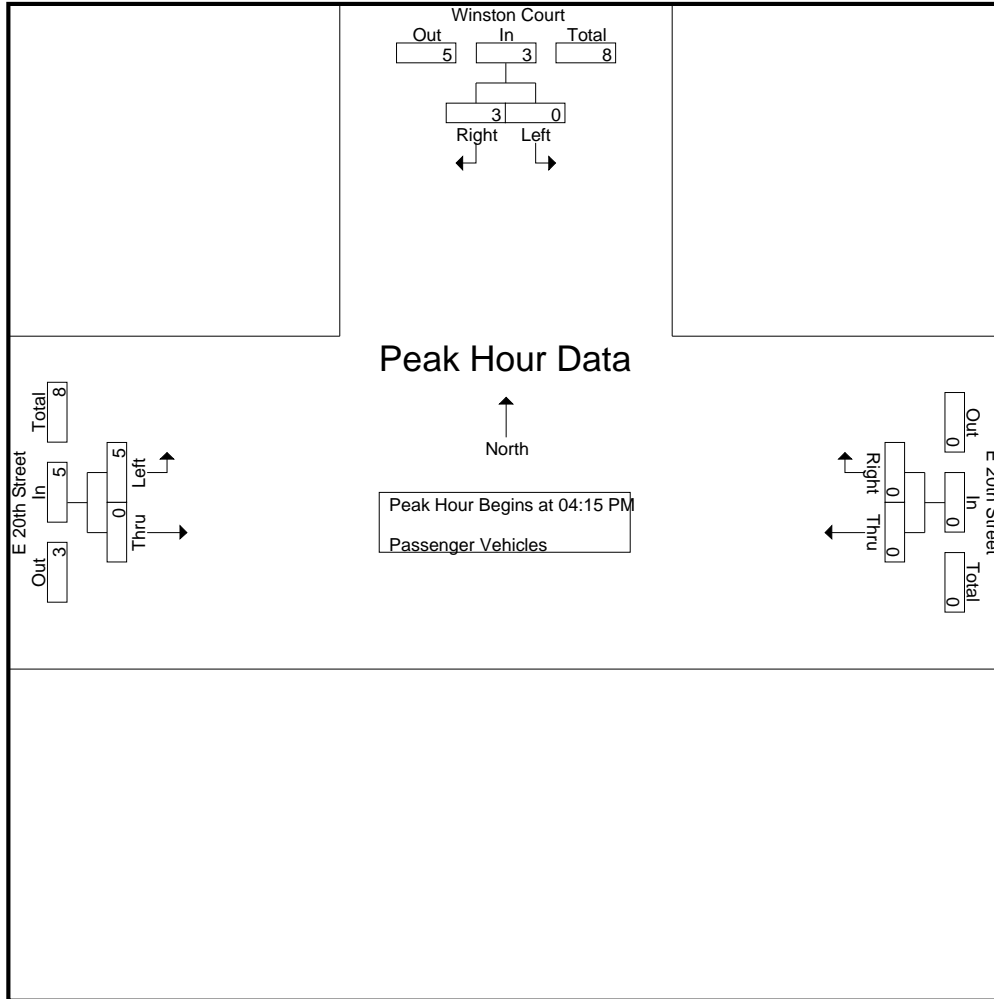 Winston Court
Out In Total
5 3 8
3 0
Right Left
Peak Hour Data
North
Peak Hour Begins at 04:15 PM
Passenger Vehicles
E 20th Street
Total In Out
8 5 3
5 0
Left Thru
E 20th Street
Out In Total
0 0 0
0 0
Right Thru